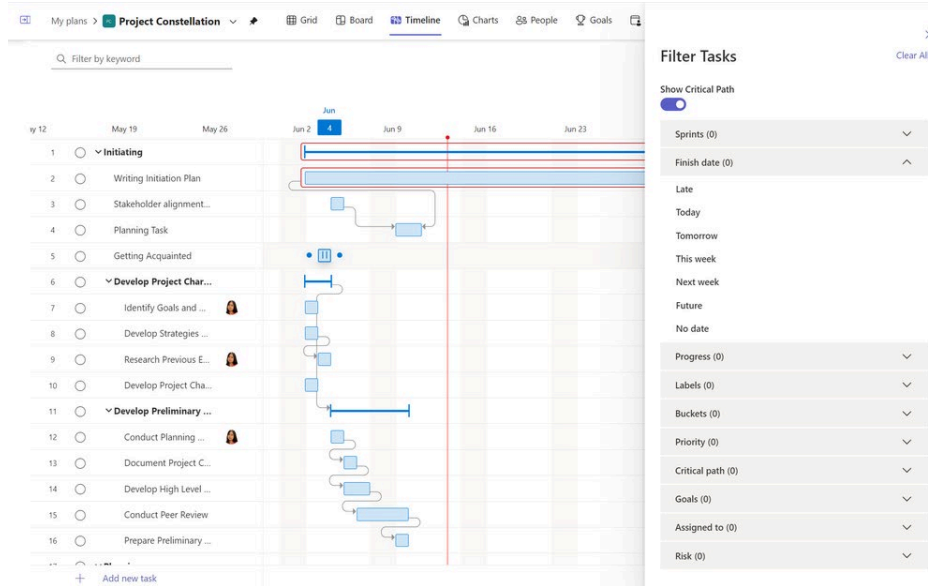 My plans > Project Constellation
Grid
Board
Timeline
Charts
People
Goals
Filter by keyword
Jun
May 19
May 26
Jun 2
4
Jun 9
Jun 16
Jun 23
1 Initiating
2 Writing Initiation Plan
3 Stakeholder alignment...
4 Planning Task
5 Getting Acquainted
6 Develop Project Char...
7 Identify Goals and ...
8 Develop Strategies ...
9 Research Previous E...
10 Develop Project Cha...
11 Develop Preliminary ...
12 Conduct Planning ...
13 Document Project C...
14 Develop High Level ...
15 Conduct Peer Review
16 Prepare Preliminary ...
Add new task
Filter Tasks
Clear All
Show Critical Path
Sprints (0)
Finish date (0)
Late
Today
Tomorrow
This week
Next week
Future
No date
Progress (0)
Labels (0)
Buckets (0)
Priority (0)
Critical path (0)
Goals (0)
Assigned to (0)
Risk (0)